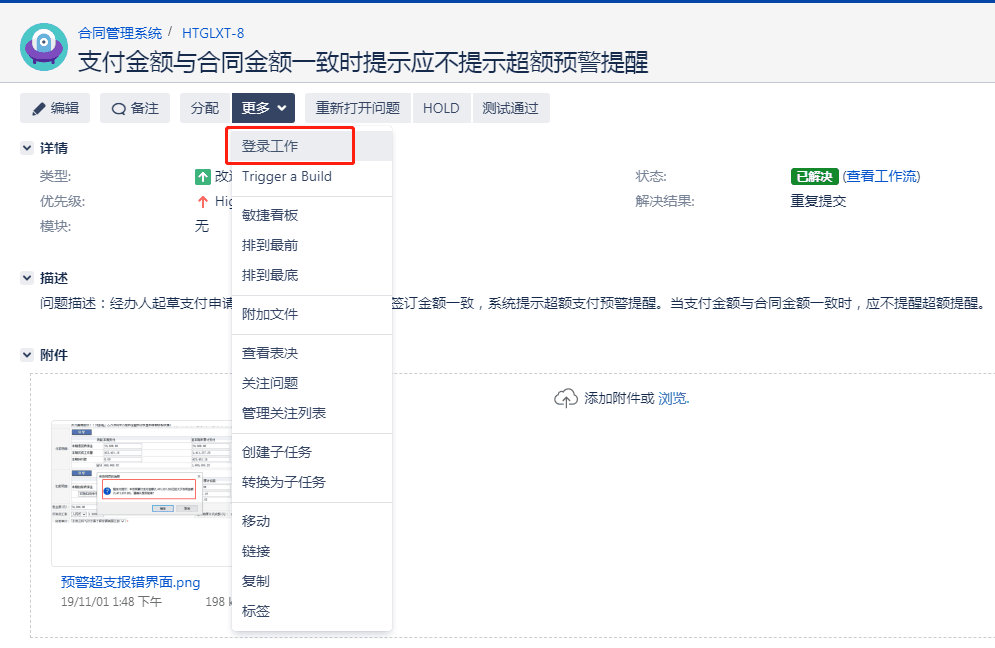 合同管理系统 / HTGLXT-8
支付金额与合同金额一致时提示应不提示超额预警提醒
编辑 备注 分配 更多 重新打开问题 HOLD 测试通过
登录工作
Trigger a Build
敏捷看板
排到最前
排到最底
附加文件
查看表决
关注问题
管理关注列表
创建子任务
转换为子任务
移动
链接
复制
标签
详情
类型: 状态: 已解决 (查看工作流)
优先级: 解决结果: 重复提交
模块: 无
描述
问题描述：经办人起草支付申请 签订金额一致，系统提示超额支付预警提醒。当支付金额与合同金额一致时，应不提醒超额提醒。
附件
添加附件或 浏览.
预警超支报错界面.png
19/11/01 1:48 下午 198